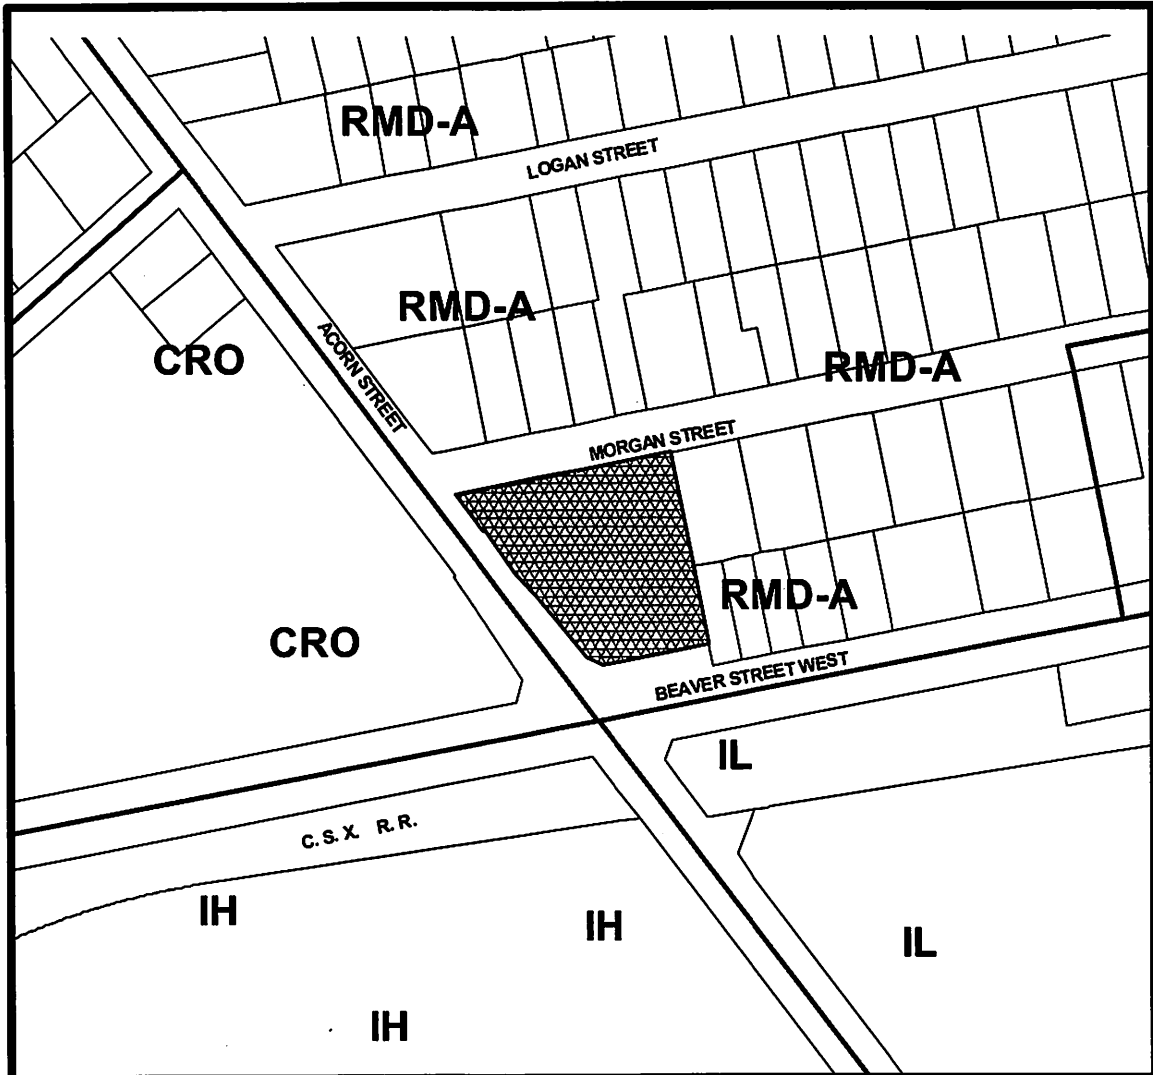 RMD-A
LOGAN STREET
RMD-A
CRO
ACORN STREET
RMD-A
MORGAN STREET
RMD-A
CRO
BEAVER STREET WEST
IL
C. S. X. R. R.
IH
IH
IL
IH